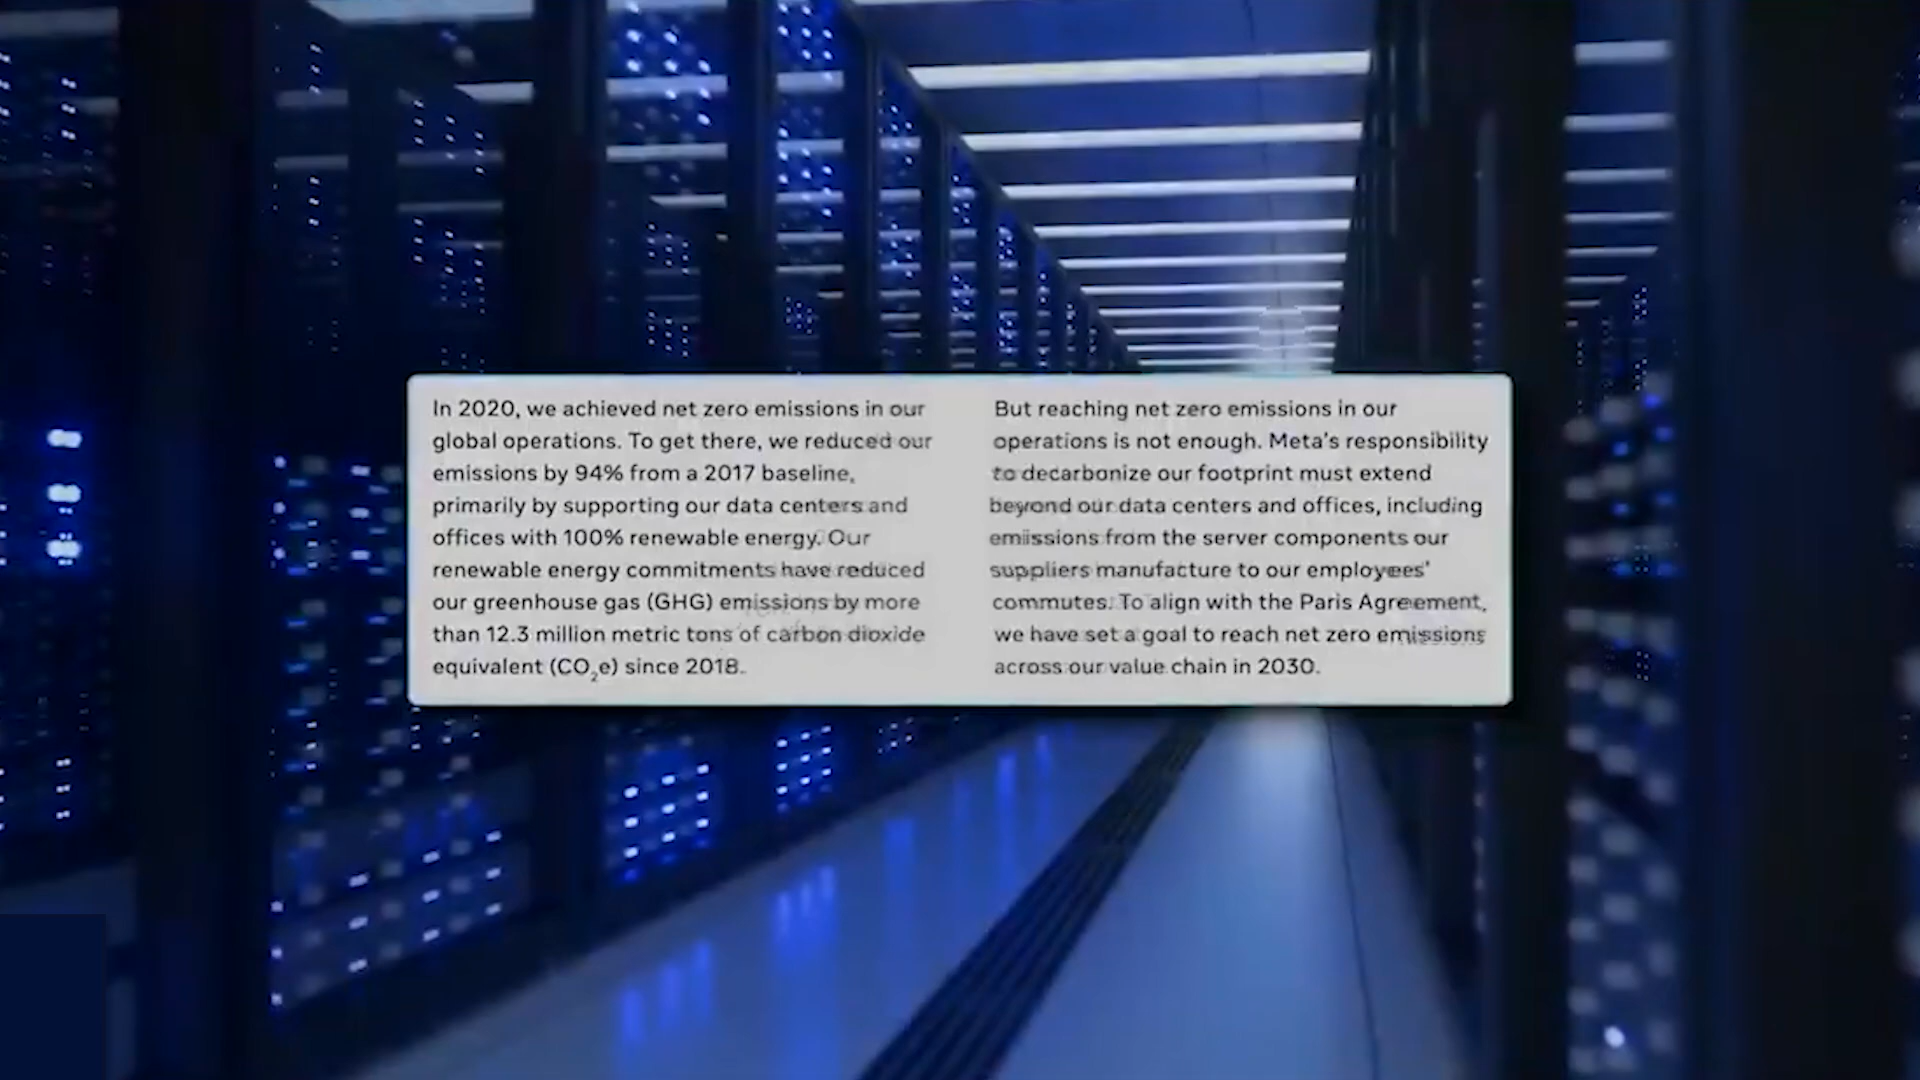 In 2020, we achieved net zero emissions in our
global operations. To get there, we reduced our
emissions by 94% from a 2017 baseline,
primarily by supporting our data centers and
offices with 100% renewable energy. Our
renewable energy commitments have reduced
our greenhouse gas (GHG) emissions by more
than 12.3 million metric tons of carbon dioxide
equivalent (CO₂e) since 2018.
But reaching net zero emissions in our
operations is not enough. Meta's responsibility
to decarbonize our footprint must extend
beyond our data centers and offices, including
emissions from the server components our
suppliers manufacture to our employees'
commutes. To align with the Paris Agreement,
we have set a goal to reach net zero emissions
across our value chain in 2030.